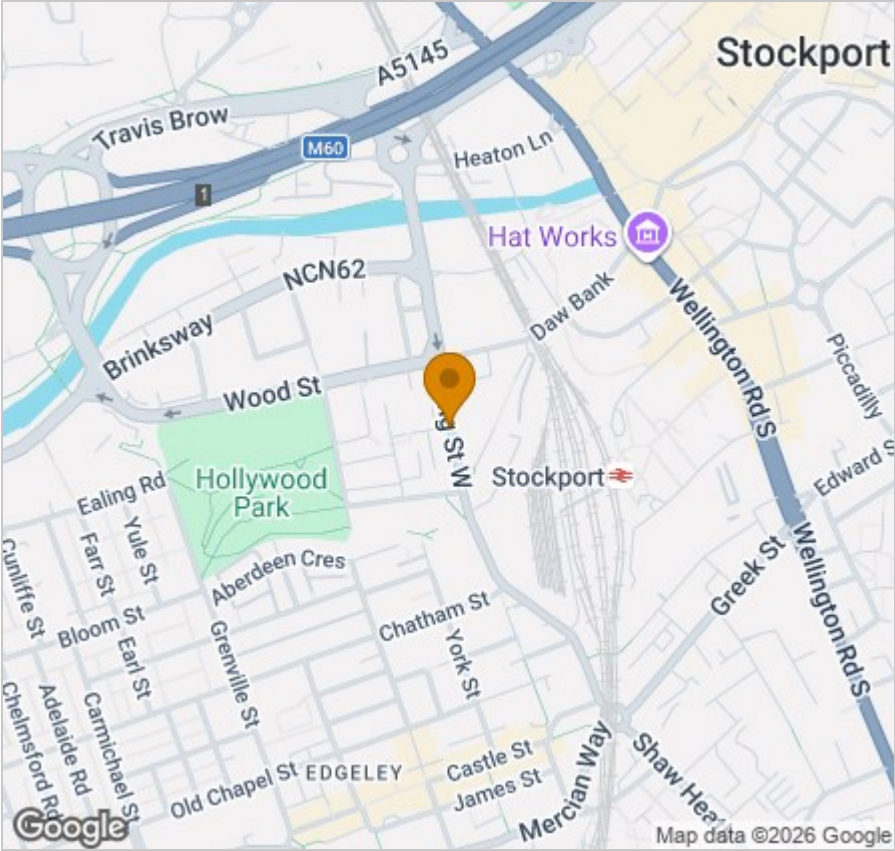 Stockport
A5145
Travis Brow
M60
Heaton Ln
1
Hat Works
NCN62
Daw Bank
Brinksway
Wellington Rd S
Piccadilly
Wood St
g St W
Stockport
Edward S
Hollywood
Park
Ealing Rd
Yule St
Farr St
Cunliffe St
Aberdeen Cres
Greek St
Wellington Rd S
Bloom St
Chatham St
Earl St
Grenville St
York St
Adelaide Rd
Chelmsford Rd
Carmichael St
Castle St
EDGELEY
Old Chapel St
James St
Mercian Way
Shaw Hea
Google
Map data ©2026 Google